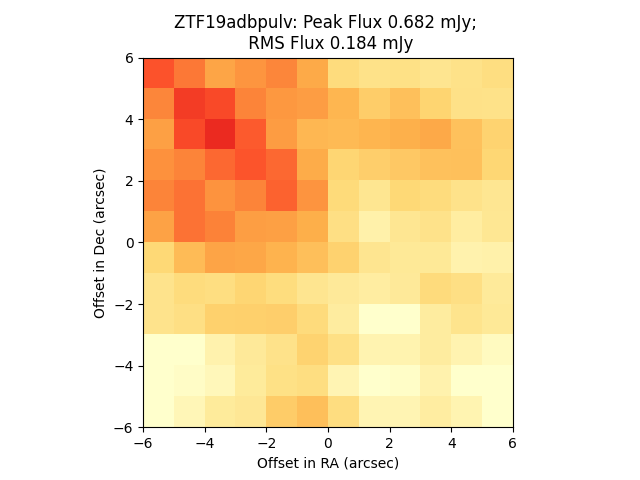 ZTF19adbpulv: Peak Flux 0.682 mJy;
RMS Flux 0.184 mJy
6
4
2
0
−2
−4
−6
Offset in Dec (arcsec)
−6 −4 −2 0 2 4 6
Offset in RA (arcsec)